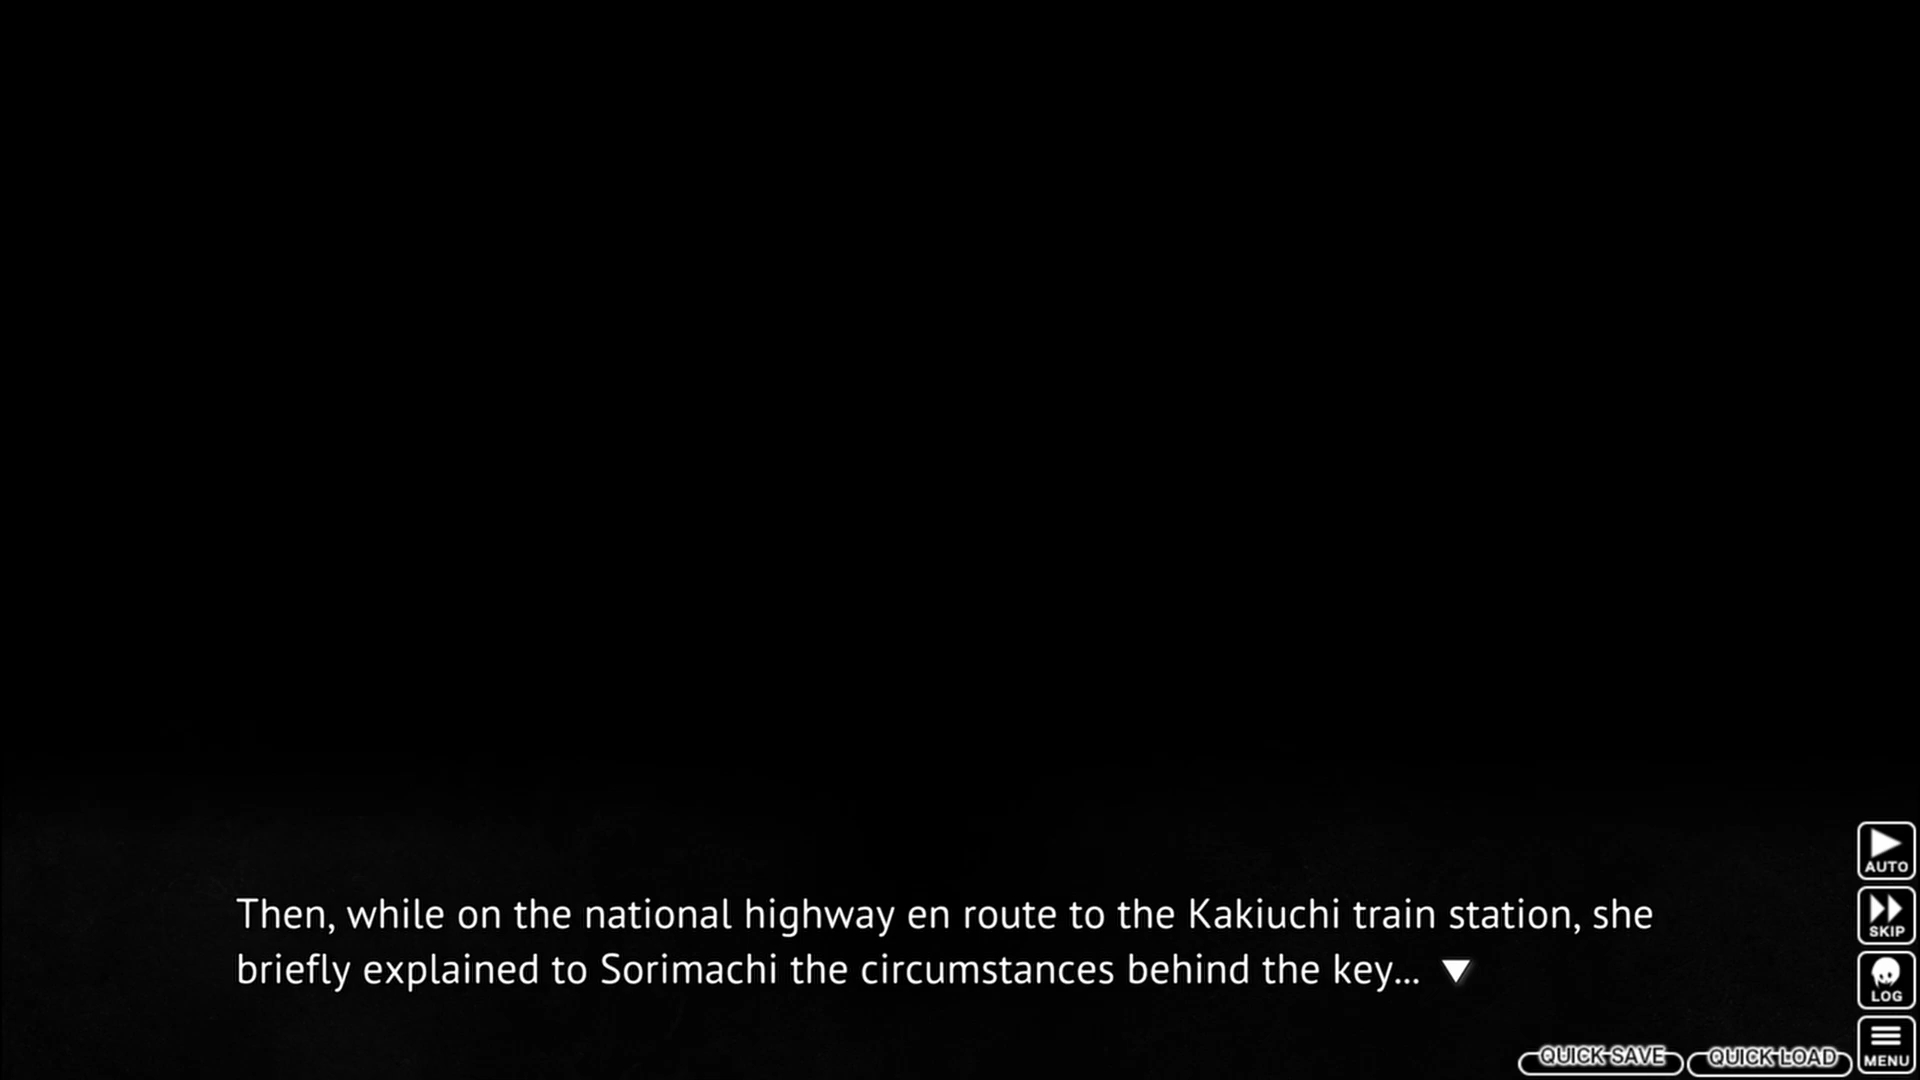 Then, while on the national highway en route to the Kakiuchi train station, she
briefly explained to Sorimachi the circumstances behind the key...
AUTO
SKIP
LOG
MENU
QUICK SAVE
QUICK LOAD